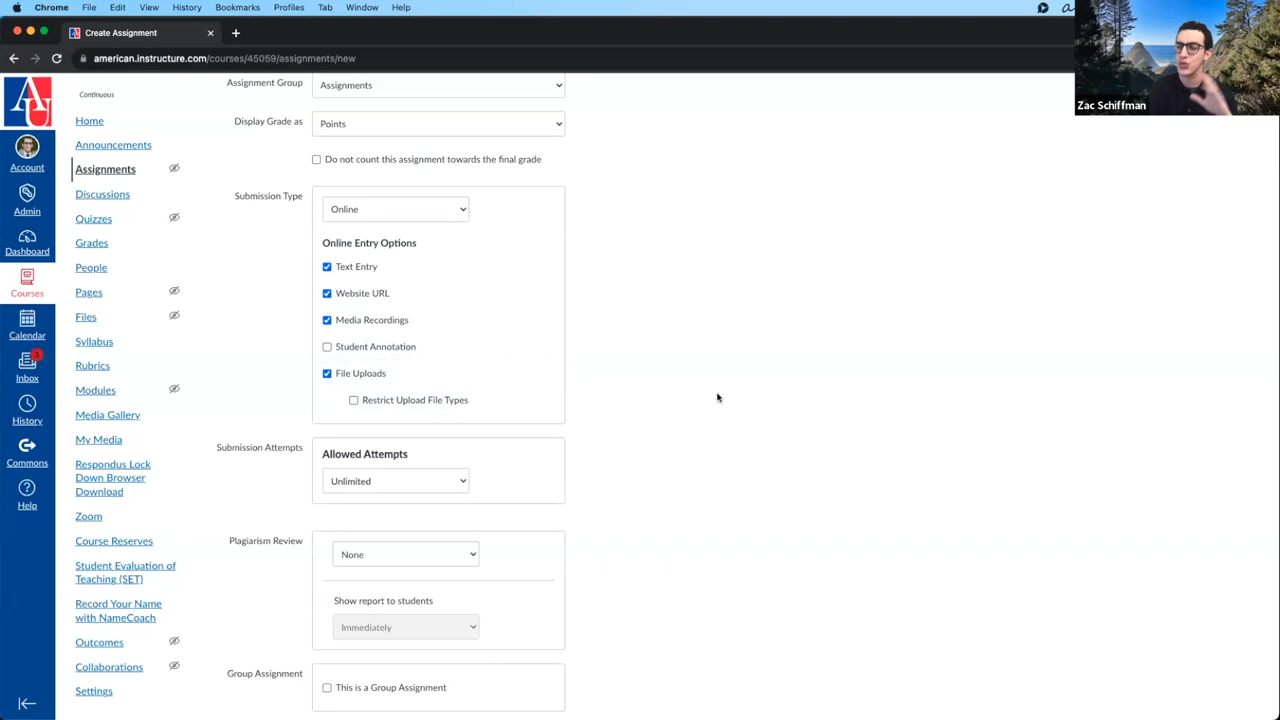 Chrome File Edit View History Bookmarks Profiles Tab Window Help
Create Assignment
american.instructure.com/courses/45059/assignments/new
Zac Schiffman
AU
Account
Admin
Dashboard
Courses
Calendar
3
Inbox
History
Commons
Help
Continuous
Home
Announcements
Assignments
Discussions
Quizzes
Grades
People
Pages
Files
Syllabus
Rubrics
Modules
Media Gallery
My Media
Respondus Lock
Down Browser
Download
Zoom
Course Reserves
Student Evaluation of
Teaching (SET)
Record Your Name
with NameCoach
Outcomes
Collaborations
Settings
Assignment Group Assignments
Display Grade as Points
Do not count this assignment towards the final grade
Submission Type Online
Online Entry Options
Text Entry
Website URL
Media Recordings
Student Annotation
File Uploads
Restrict Upload File Types
Submission Attempts Allowed Attempts
Unlimited
Plagiarism Review None
Show report to students
Immediately
Group Assignment This is a Group Assignment